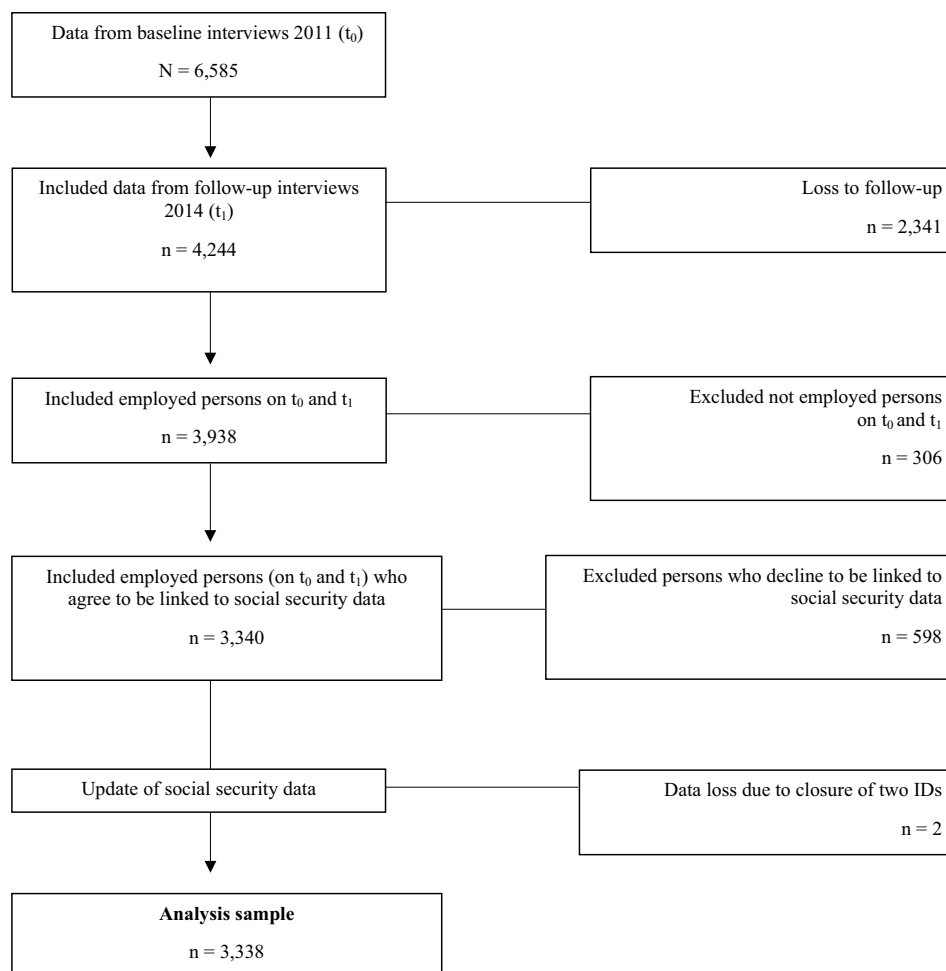 Data from baseline interviews 2011 (t₀)
N = 6,585
Included data from follow-up interviews
2014 (t₁)
n = 4,244
Loss to follow-up
n = 2,341
Included employed persons on t₀ and t₁
n = 3,938
Excluded not employed persons
on t₀ and t₁
n = 306
Included employed persons (on t₀ and t₁) who
agree to be linked to social security data
n = 3,340
Excluded persons who decline to be linked to
social security data
n = 598
Update of social security data
Data loss due to closure of two IDs
n = 2
Analysis sample
n = 3,338